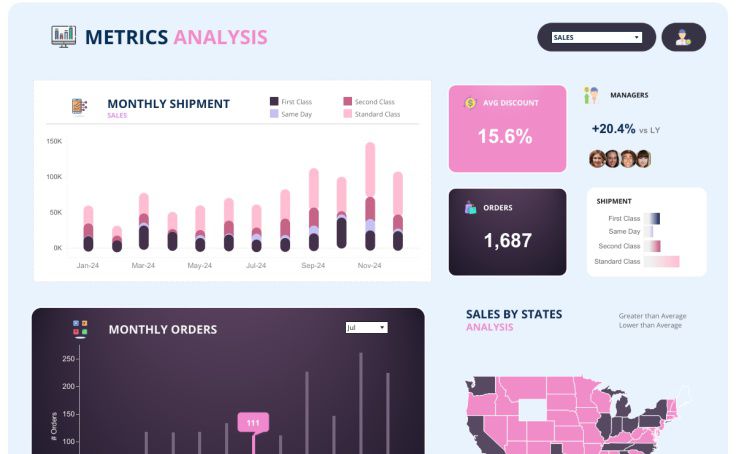 METRICS ANALYSIS
SALES
MONTHLY SHIPMENT
SALES
First Class
Second Class
Same Day
Standard Class
150K
100K
50K
0K
Jan-24
Mar-24
May-24
Jul-24
Sep-24
Nov-24
AVG DISCOUNT
15.6%
MANAGERS
+20.4% vs LY
ORDERS
1,687
SHIPMENT
First Class
Same Day
Second Class
Standard Class
MONTHLY ORDERS
Jul
250
200
150
100
# Orders
111
SALES BY STATES
ANALYSIS
Greater than Average
Lower than Average